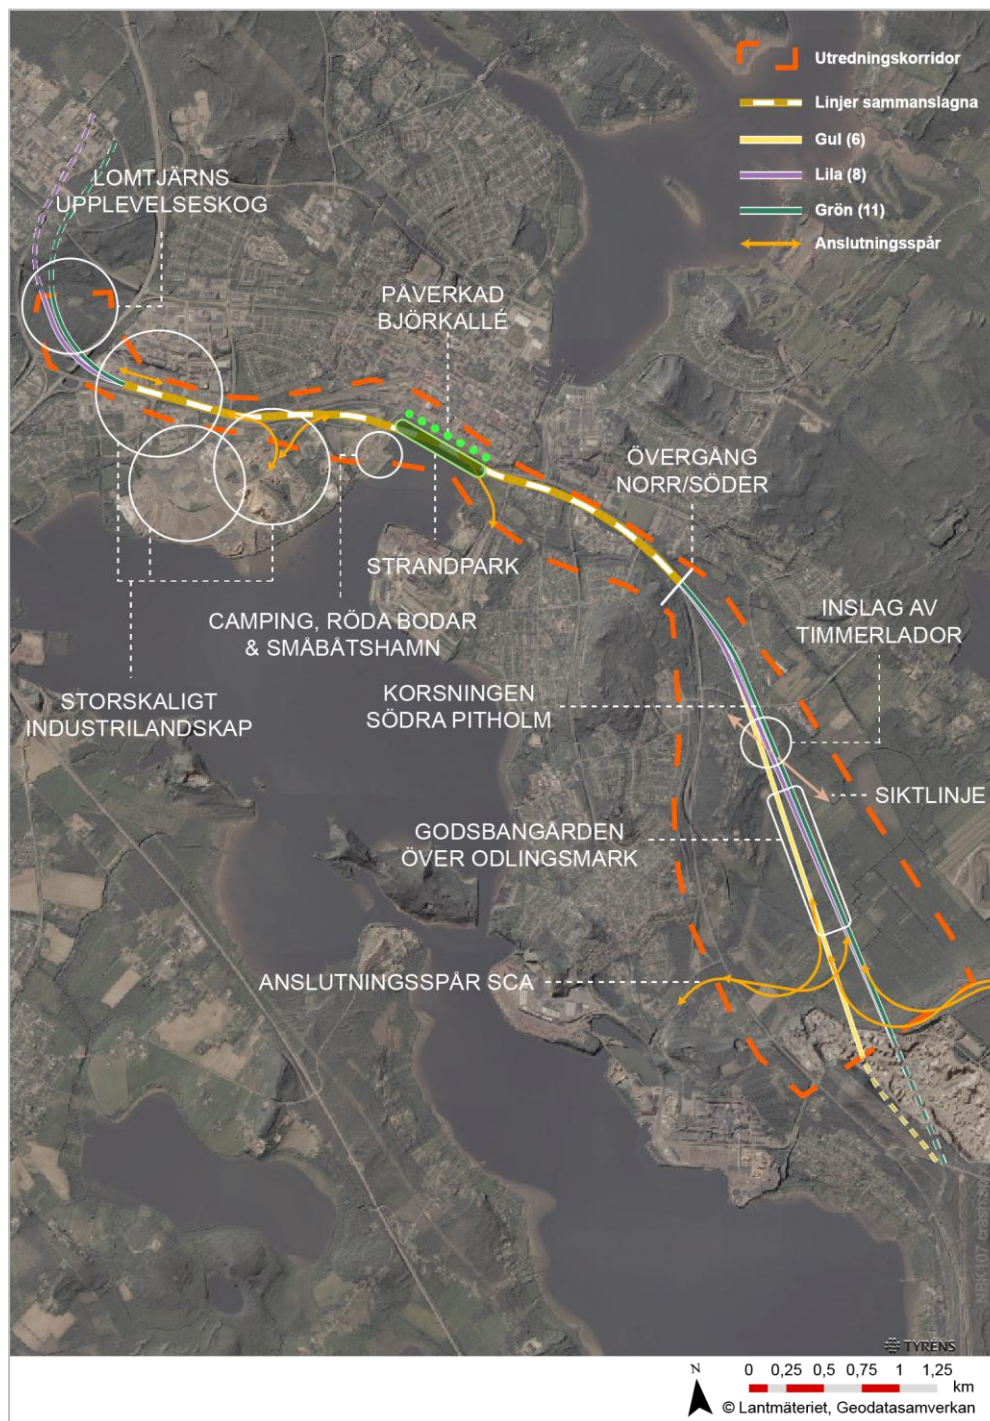 Utredningskorridor
Linjer sammanslagna
Gul (6)
Lila (8)
Grön (11)
Anslutningsspår
LOMTJÄRNS
UPPLEVELSESKOG
PÅVERKAD
BJÖRKALLÉ
ÖVERGÅNG
NORR/SÖDER
STRANDPARK
CAMPING, RÖDA BODAR
& SMÅBÅTSHAMN
INSLAG AV
TIMMERLADOR
STORSKALIGT
INDUSTRILANDSKAP
KORSNINGEN
SÖDRA PITHOLM
SIKTLINJE
GODSBANGÅRDEN
ÖVER ODLINGSMARK
ANSLUTNINGSSPÅR SCA
TYRÉNS
N
0 0,25 0,5 0,75 1 1,25
km
© Lantmäteriet, Geodatasamverkan